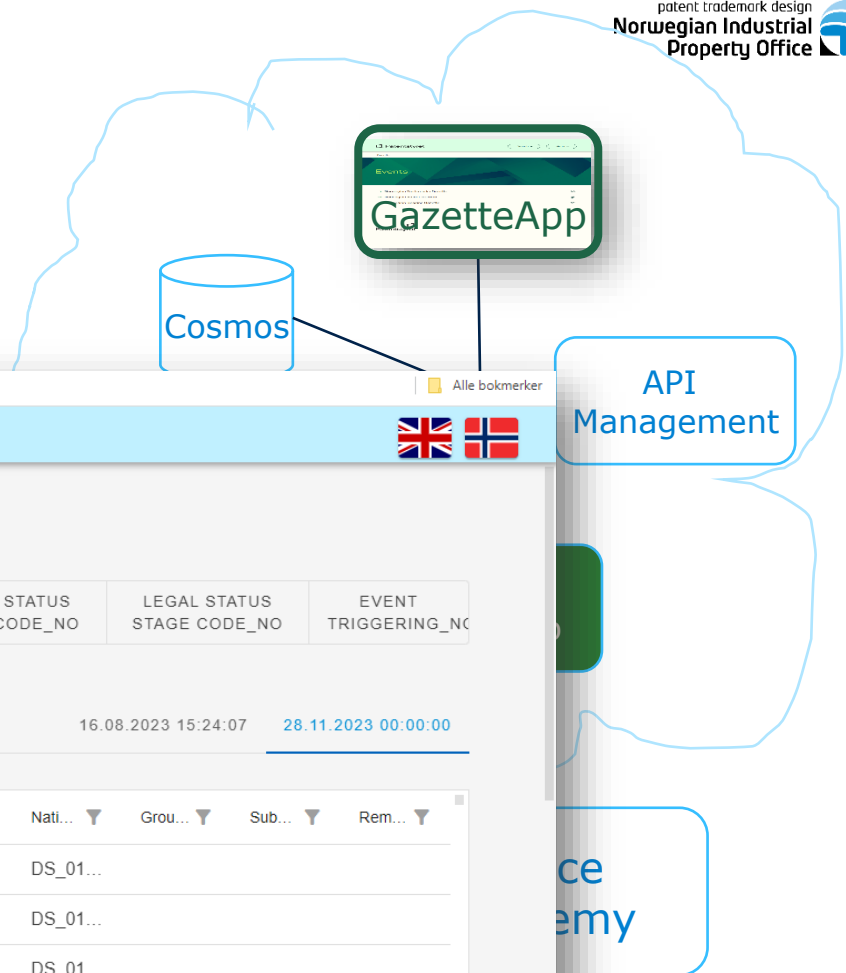 patent trademark design
Norwegian Industrial
Property Office
Events
GazetteApp
Cosmos
API
Management
Alle bokmerker
STATUS
CODE_NO
LEGAL STATUS
STAGE CODE_NO
EVENT
TRIGGERING_NO
16.08.2023 15:24:07
28.11.2023 00:00:00
Nati...
Grou...
Sub...
Rem...
DS_01...
DS_01...
DS_01
ce
emy